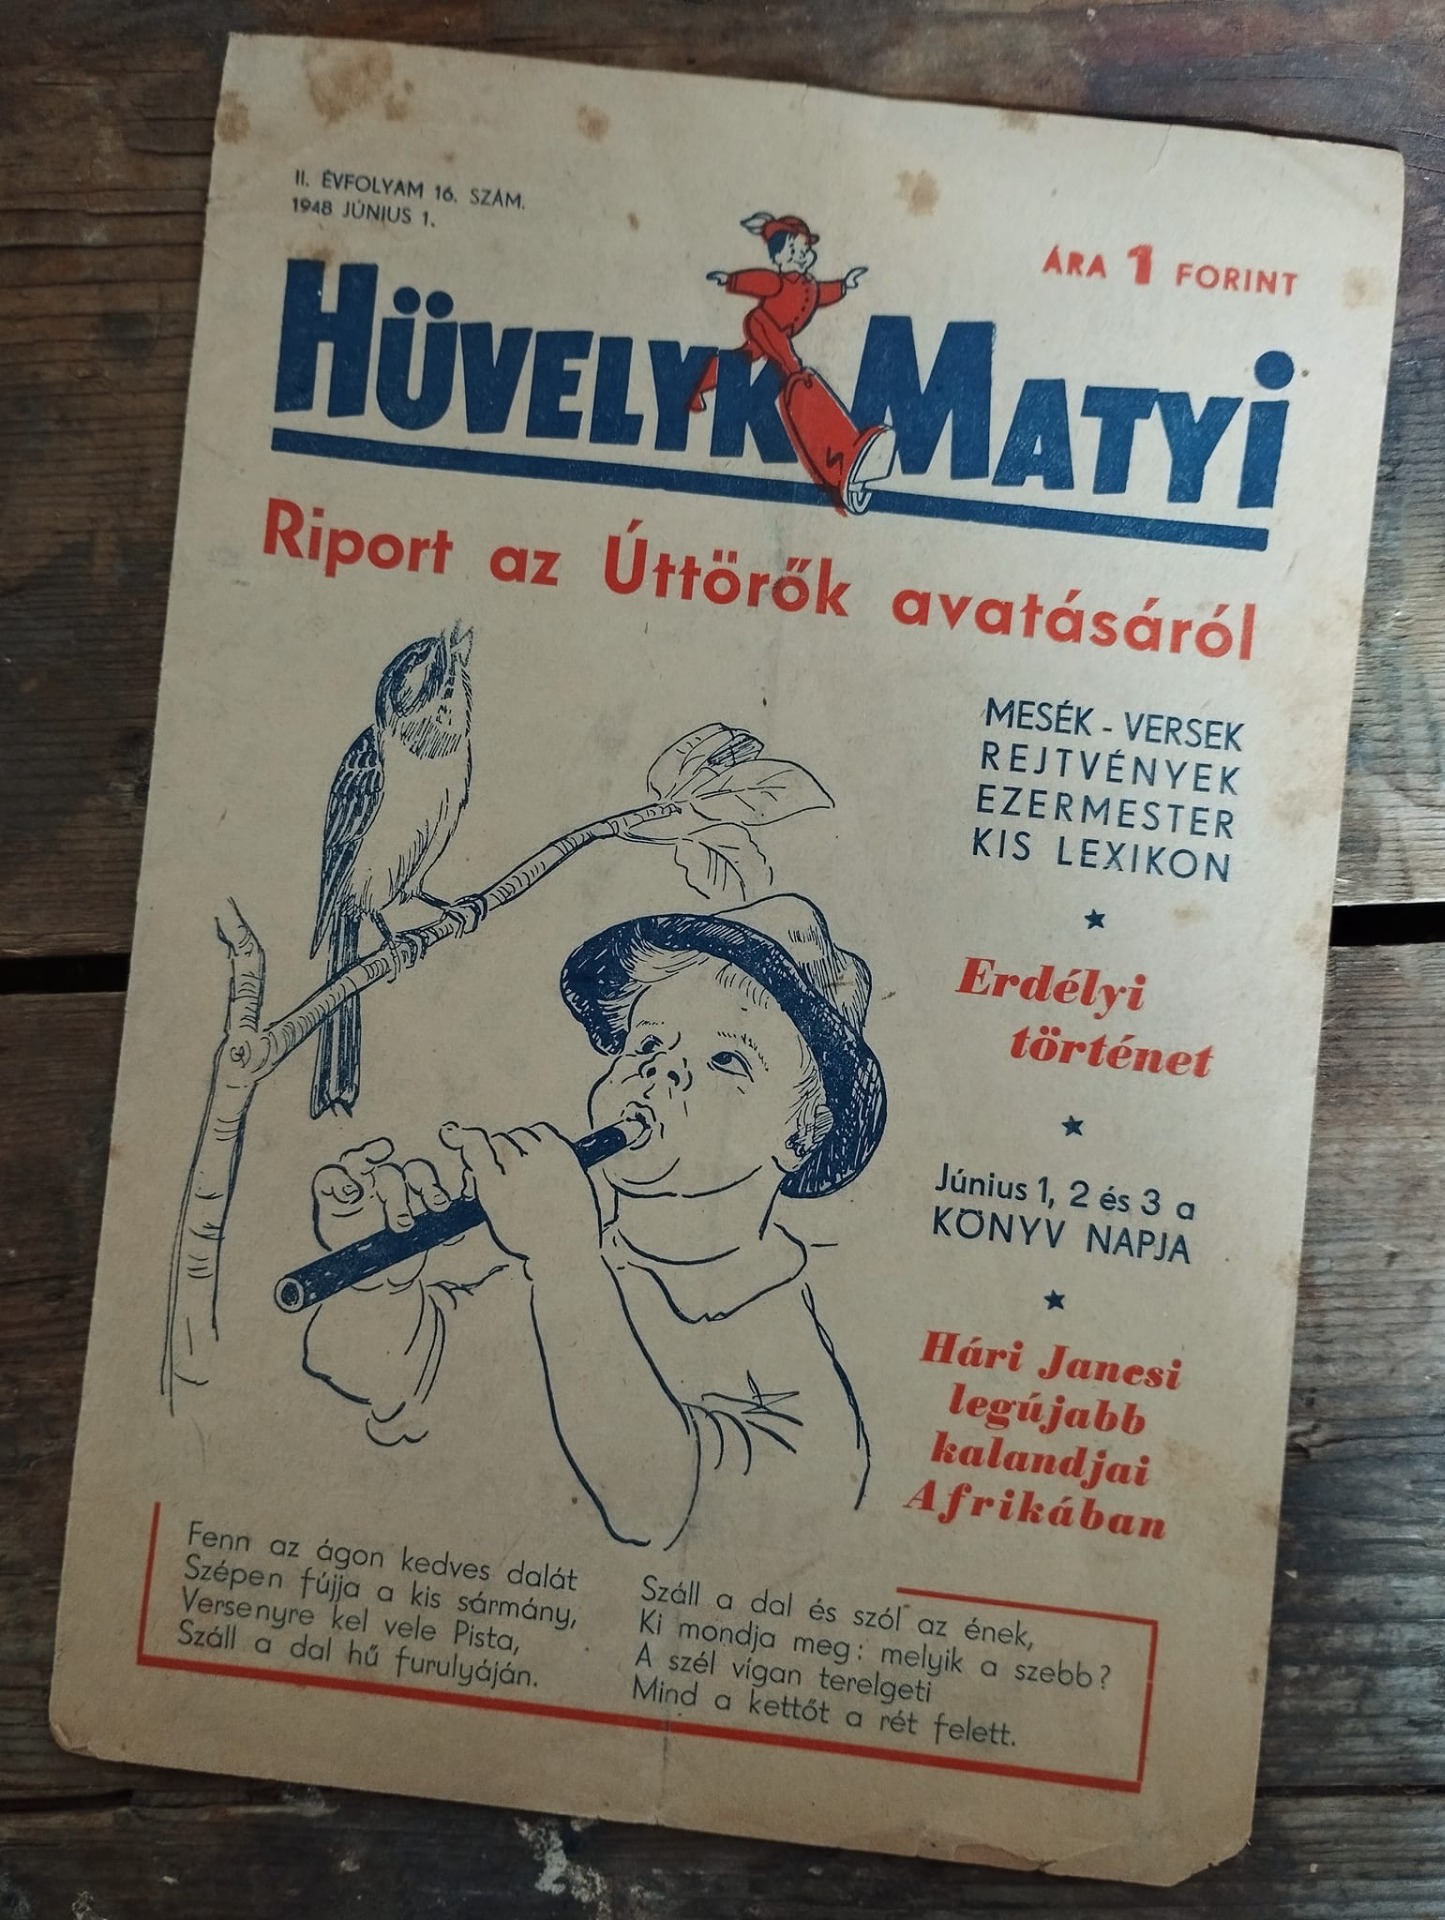 II. ÉVFOLYAM 16. SZÁM.
1948 JÚNIUS 1.
ÁRA 1 FORINT
HÜVELYK MATYI
Riport az Úttörők avatásáról
MESÉK - VERSEK
REJTVÉNYEK
EZERMESTER
KIS LEXIKON
Erdélyi
történet
Június 1, 2 és 3 a
KÖNYV NAPJA
Hári Jancsi
legújabb
kalandjai
Afrikában
Fenn az ágon kedves dalát
Szépen fújja a kis sármány,
Versenyre kel vele Pista,
Száll a dal hű furulyáján.
Száll a dal és szól az ének,
Ki mondja meg: melyik a szebb?
A szél vígan terelgeti
Mind a kettőt a rét felett.